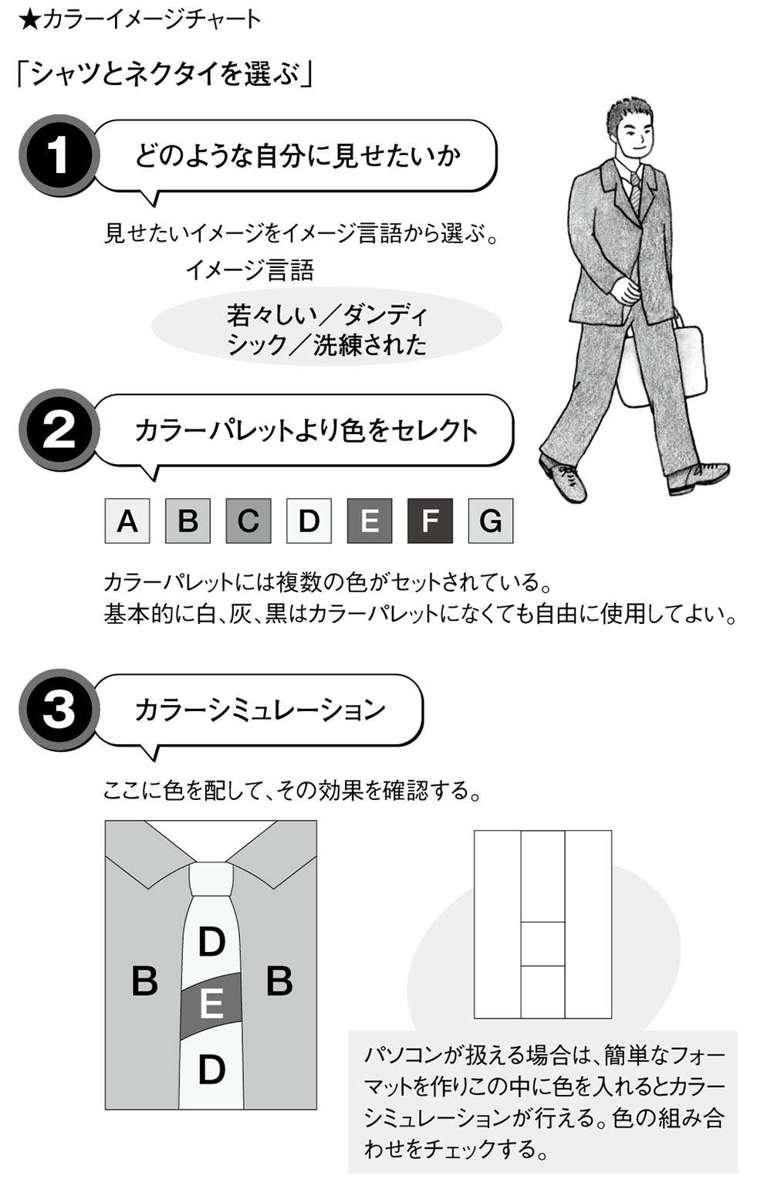 ★カラーイメージチャート
「シャツとネクタイを選ぶ」
1
どのような自分に見せたいか
見せたいイメージをイメージ言語から選ぶ。
イメージ言語
若々しい／ダンディ
シック／洗練された
2
カラーパレットより色をセレクト
A B C D E F G
カラーパレットには複数の色がセットされている。
基本的に白、灰、黒はカラーパレットになくても自由に使用してよい。
3
カラーシミュレーション
ここに色を配して、その効果を確認する。
D
B E B
D
パソコンが扱える場合は、簡単なフォー
マットを作りこの中に色を入れるとカラー
シミュレーションが行える。色の組み合
わせをチェックする。